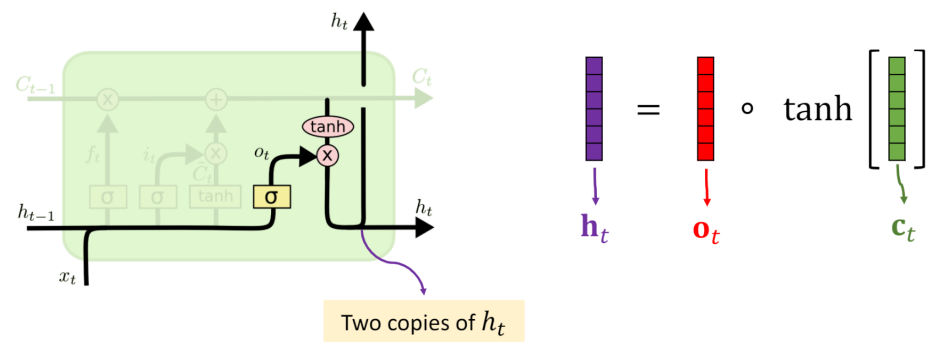 h_t
C_{t-1}
C_t
×
+
tanh
f_t
i_t
×
C̃_t
o_t
×
σ
σ
tanh
σ
h_{t-1}
h_t
x_t
Two copies of h_t
= ∘ tanh [ ]
h_t
o_t
c_t